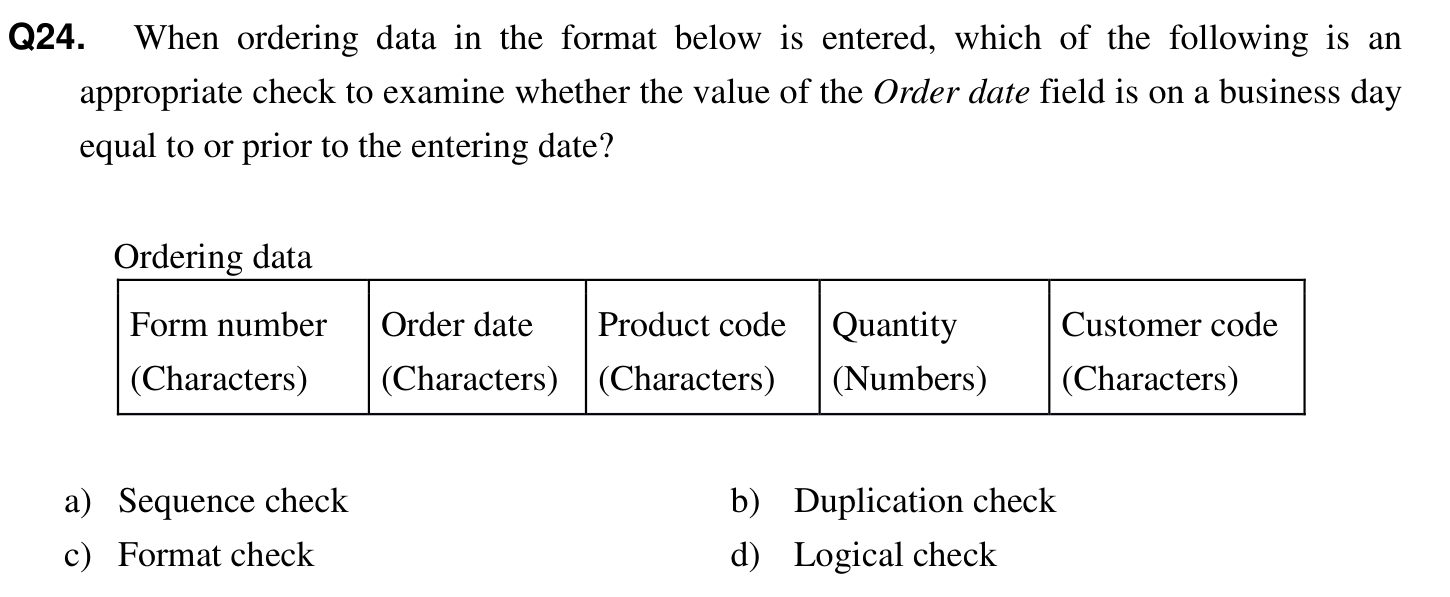 Q24. When ordering data in the format below is entered, which of the following is an
appropriate check to examine whether the value of the Order date field is on a business day
equal to or prior to the entering date?
Ordering data
Form number Order date Product code Quantity Customer code
(Characters) (Characters) (Characters) (Numbers) (Characters)
a) Sequence check b) Duplication check
c) Format check d) Logical check